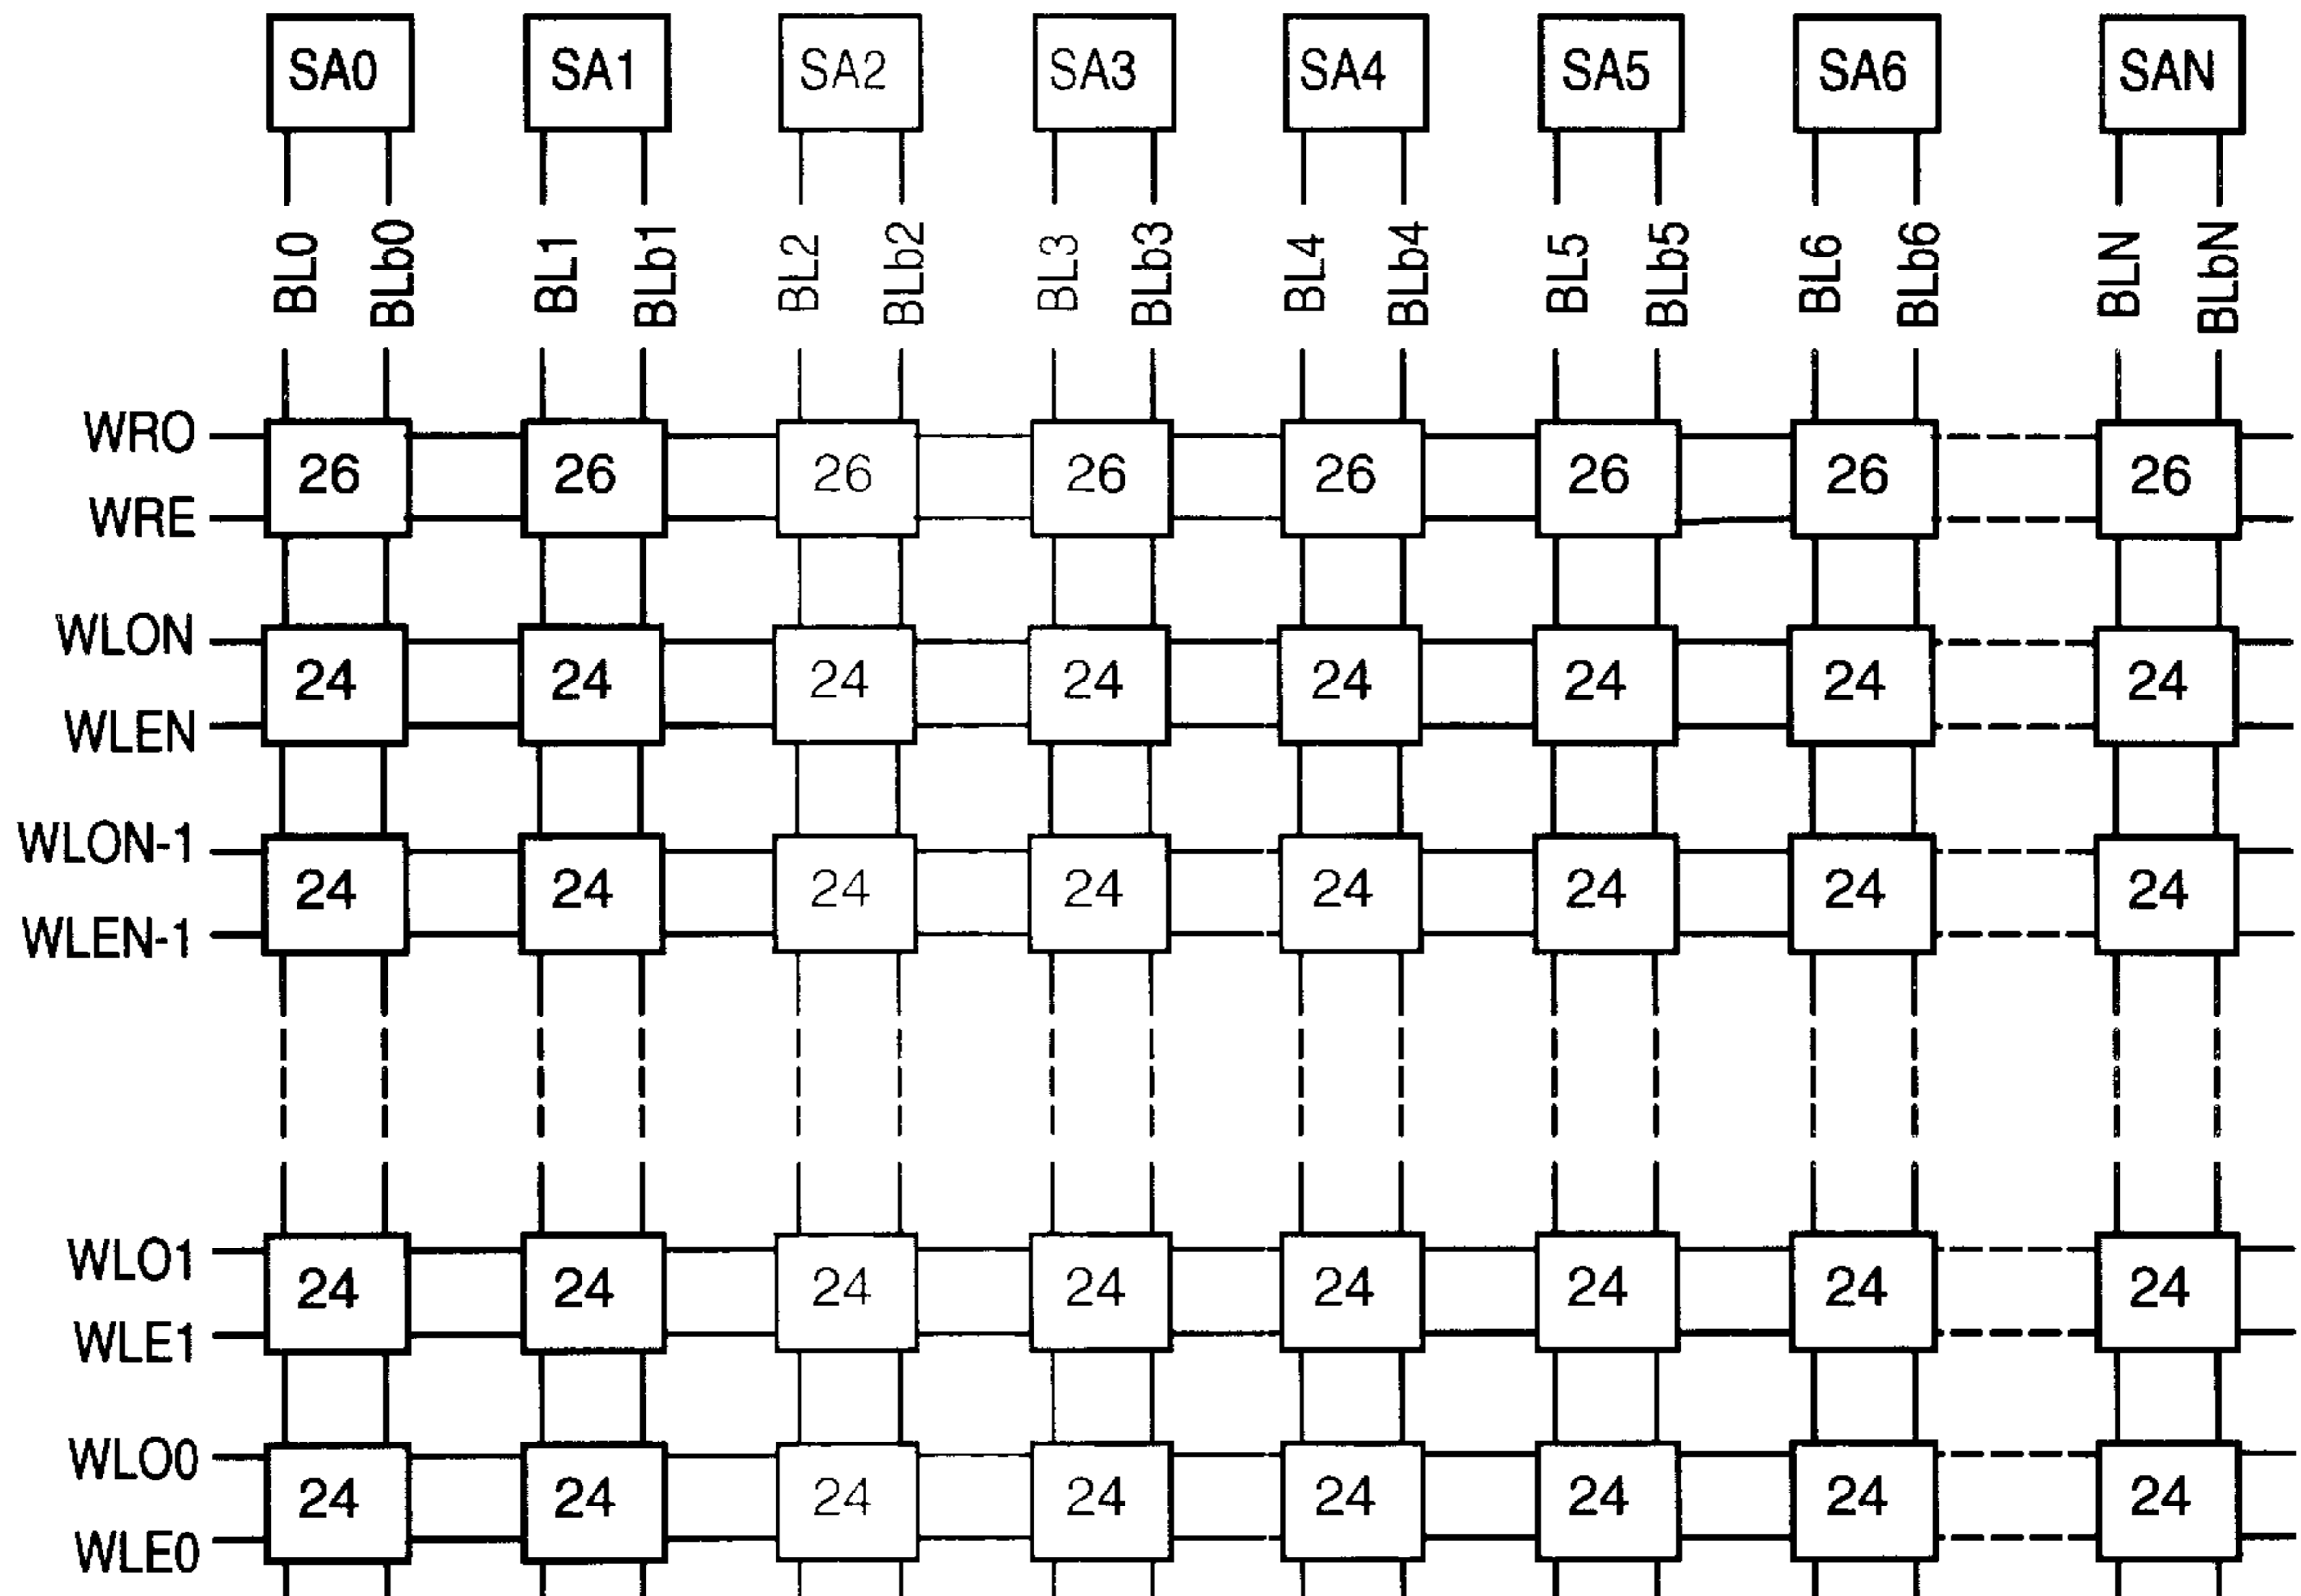 SA0 SA1 SA2 SA3 SA4 SA5 SA6 SAN
BL0 BLb0 BL1 BLb1 BL2 BLb2 BL3 BLb3 BL4 BLb4 BL5 BLb5 BL6 BLb6 BLN BLbN
WRO
26 26 26 26 26 26 26 26
WRE
WLON
24 24 24 24 24 24 24 24
WLEN
WLON-1
24 24 24 24 24 24 24 24
WLEN-1
WLO1
24 24 24 24 24 24 24 24
WLE1
WLO0
24 24 24 24 24 24 24 24
WLE0